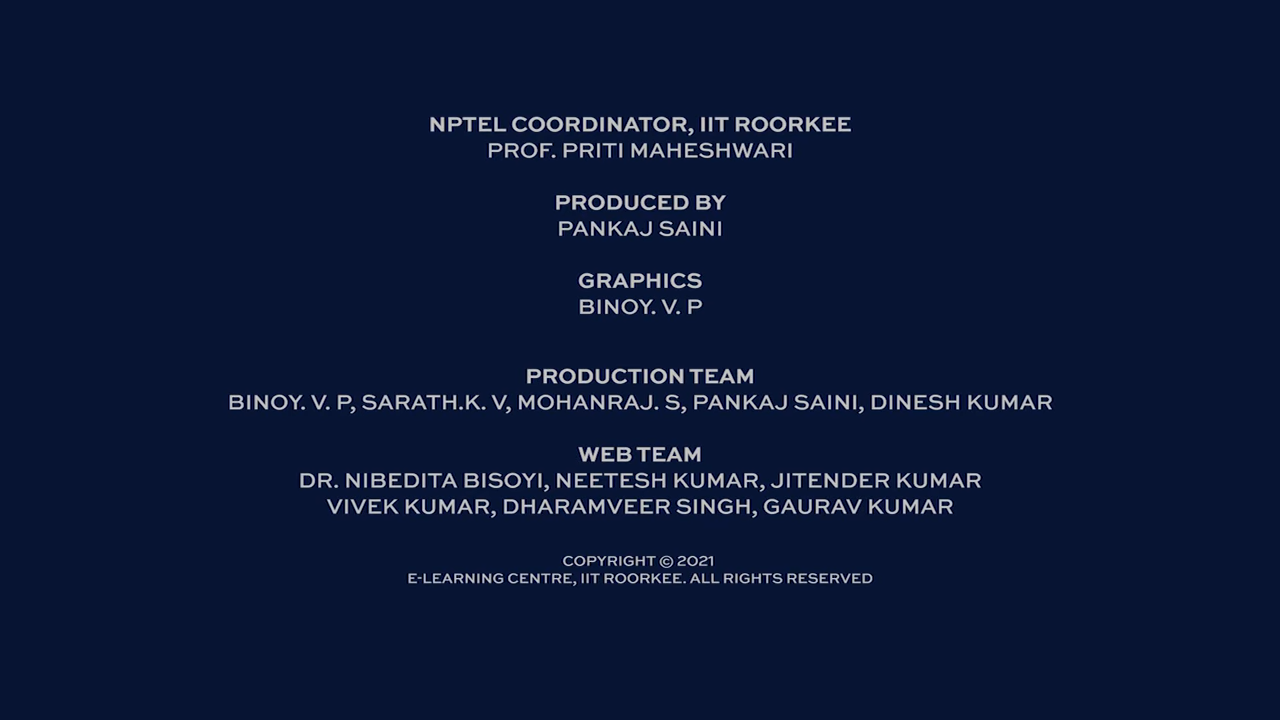 NPTEL COORDINATOR, IIT ROORKEE
PROF. PRITI MAHESHWARI
PRODUCED BY
PANKAJ SAINI
GRAPHICS
BINOY. V. P
PRODUCTION TEAM
BINOY. V. P, SARATH.K. V, MOHANRAJ. S, PANKAJ SAINI, DINESH KUMAR
WEB TEAM
DR. NIBEDITA BISOYI, NEETESH KUMAR, JITENDER KUMAR
VIVEK KUMAR, DHARAMVEER SINGH, GAURAV KUMAR
COPYRIGHT © 2021
E-LEARNING CENTRE, IIT ROORKEE. ALL RIGHTS RESERVED